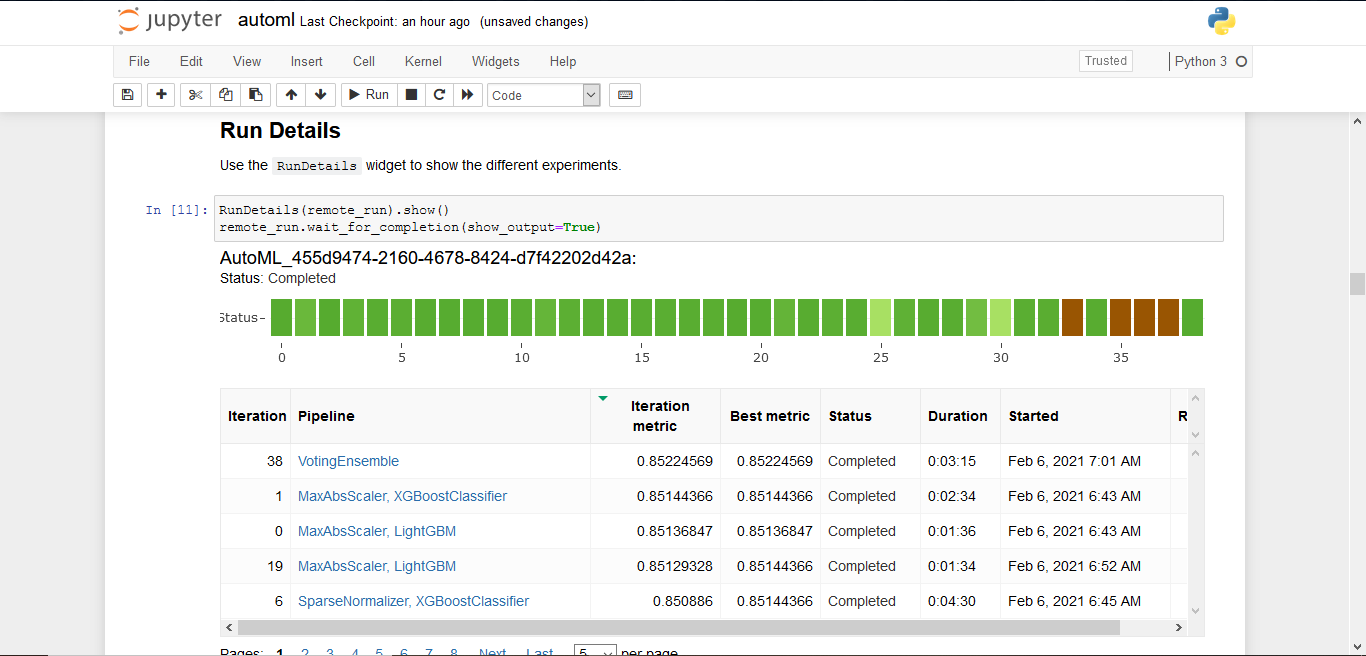 jupyter automl Last Checkpoint: an hour ago (unsaved changes)
File Edit View Insert Cell Kernel Widgets Help Trusted Python 3
Run Code
Run Details
Use the RunDetails widget to show the different experiments.
In [11]: RunDetails(remote_run).show()
remote_run.wait_for_completion(show_output=True)
AutoML_455d9474-2160-4678-8424-d7f42202d42a:
Status: Completed
Status
0 5 10 15 20 25 30 35
Iteration Pipeline Iteration metric Best metric Status Duration Started R
38 VotingEnsemble 0.85224569 0.85224569 Completed 0:03:15 Feb 6, 2021 7:01 AM
1 MaxAbsScaler, XGBoostClassifier 0.85144366 0.85144366 Completed 0:02:34 Feb 6, 2021 6:43 AM
0 MaxAbsScaler, LightGBM 0.85136847 0.85136847 Completed 0:01:36 Feb 6, 2021 6:43 AM
19 MaxAbsScaler, LightGBM 0.85129328 0.85144366 Completed 0:01:34 Feb 6, 2021 6:52 AM
6 SparseNormalizer, XGBoostClassifier 0.850886 0.85144366 Completed 0:04:30 Feb 6, 2021 6:45 AM
Pages: 1 2 3 4 5 6 7 8 Next Last 5 per page